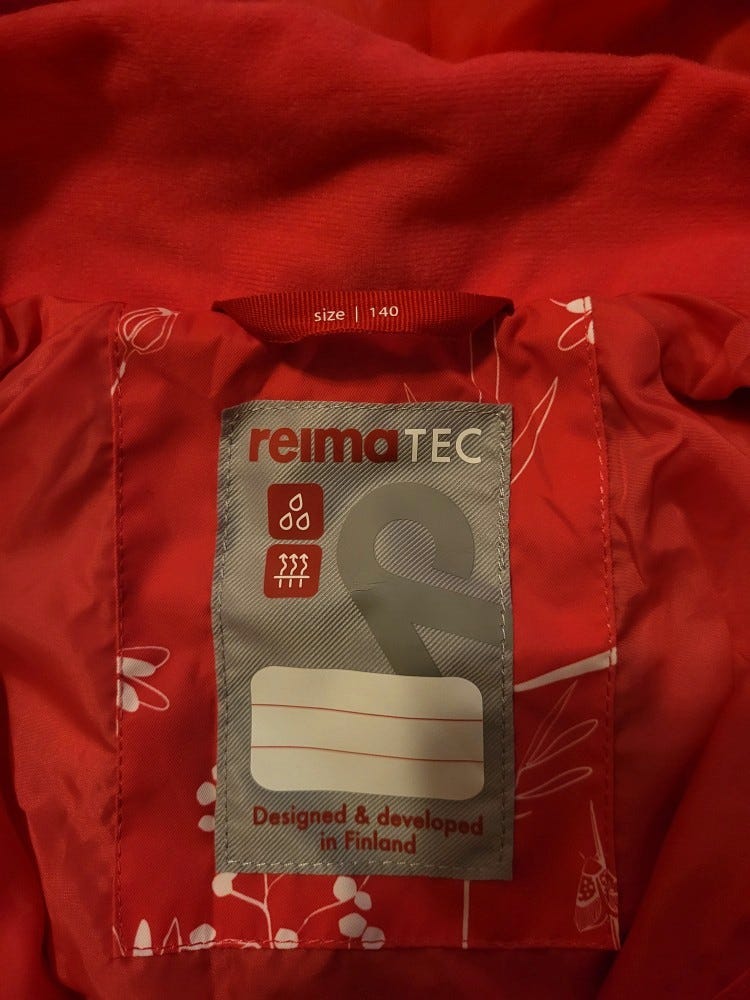 size | 140
reimaTEC
Designed & developed
in Finland